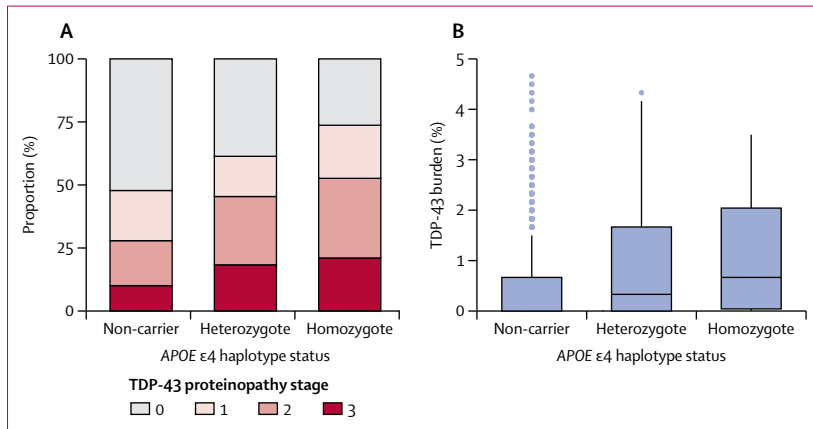 A
100
75
50
25
0
Proportion (%)
Non-carrier Heterozygote Homozygote
APOE ε4 haplotype status
TDP-43 proteinopathy stage
0 1 2 3
B
5
4
3
2
1
0
TDP-43 burden (%)
Non-carrier Heterozygote Homozygote
APOE ε4 haplotype status